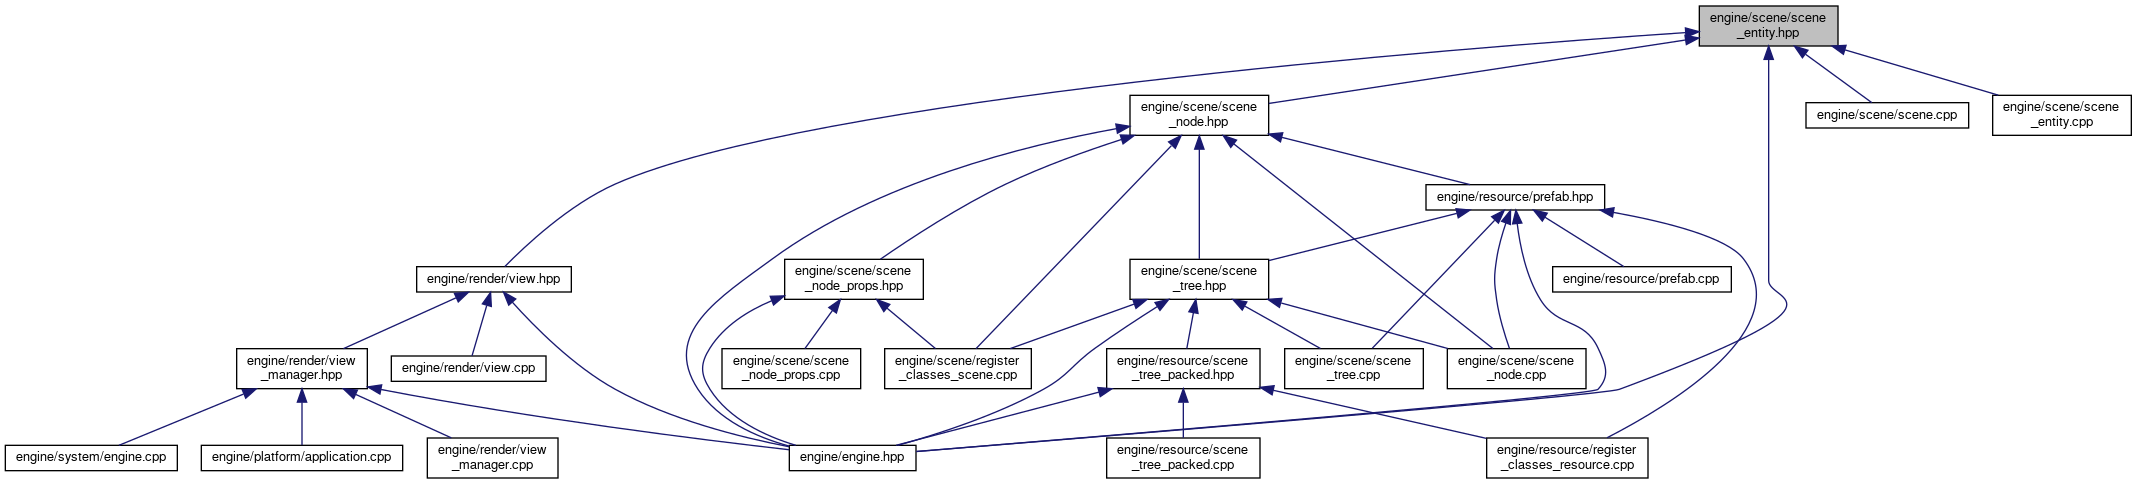 engine/scene/scene
_entity.hpp
engine/scene/scene
_node.hpp
engine/scene/scene.cpp
engine/scene/scene
_entity.cpp
engine/resource/prefab.hpp
engine/render/view.hpp
engine/scene/scene
_node_props.hpp
engine/scene/scene
_tree.hpp
engine/resource/prefab.cpp
engine/render/view
_manager.hpp
engine/render/view.cpp
engine/scene/scene
_node_props.cpp
engine/scene/register
_classes_scene.cpp
engine/resource/scene
_tree_packed.hpp
engine/scene/scene
_tree.cpp
engine/scene/scene
_node.cpp
engine/system/engine.cpp
engine/platform/application.cpp
engine/render/view
_manager.cpp
engine/engine.hpp
engine/resource/scene
_tree_packed.cpp
engine/resource/register
_classes_resource.cpp